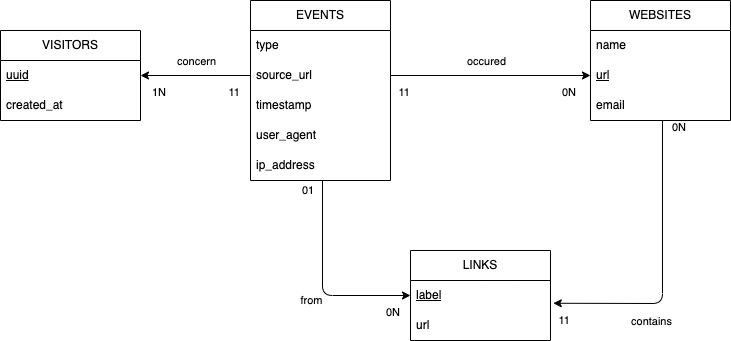 EVENTS
WEBSITES
VISITORS
type
name
concern
occured
uuid
source_url
url
1N
11
11
0N
created_at
timestamp
email
user_agent
0N
ip_address
01
LINKS
label
from
0N
11
contains
url